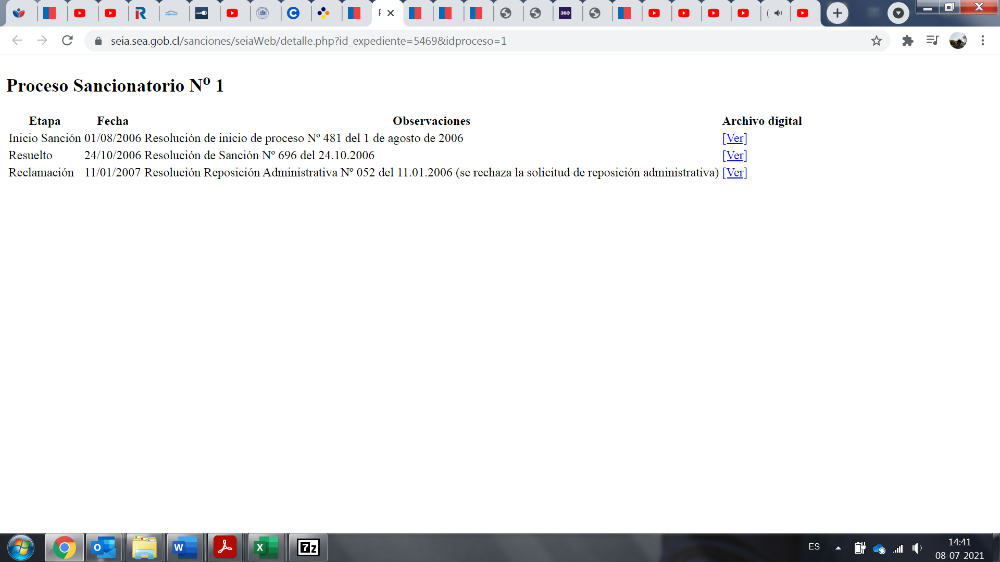 seia.sea.gob.cl/sanciones/seiaWeb/detalle.php?id_expediente=5469&idproceso=1
Proceso Sancionatorio Nº 1
Etapa Fecha Observaciones Archivo digital
Inicio Sanción 01/08/2006 Resolución de inicio de proceso Nº 481 del 1 de agosto de 2006 [Ver]
Resuelto 24/10/2006 Resolución de Sanción Nº 696 del 24.10.2006 [Ver]
Reclamación 11/01/2007 Resolución Reposición Administrativa Nº 052 del 11.01.2006 (se rechaza la solicitud de reposición administrativa) [Ver]
ES
14:41
08-07-2021